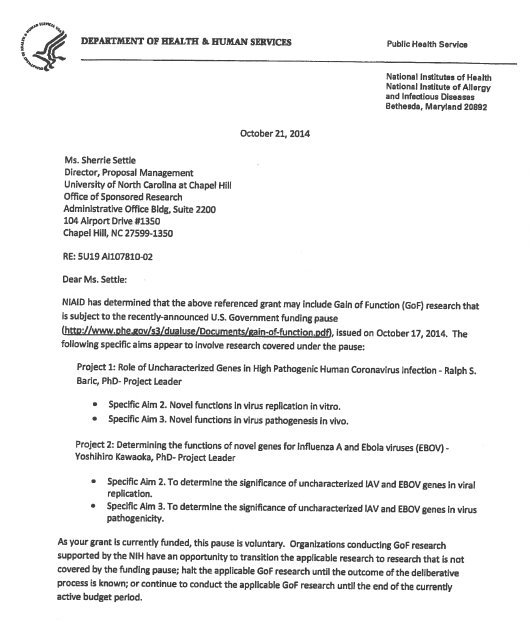 DEPARTMENT OF HEALTH & HUMAN SERVICES
Public Health Service
National Institutes of Health
National Institute of Allergy
and Infectious Diseases
Bethesda, Maryland 20892
October 21, 2014
Ms. Sherrie Settle
Director, Proposal Management
University of North Carolina at Chapel Hill
Office of Sponsored Research
Administrative Office Bldg, Suite 2200
104 Airport Drive #1350
Chapel Hill, NC 27599-1350
RE: 5U19 AI107810-02
Dear Ms. Settle:
NIAID has determined that the above referenced grant may include Gain of Function (GoF) research that
is subject to the recently-announced U.S. Government funding pause
(http://www.phe.gov/s3/dualuse/Documents/gain-of-function.pdf), issued on October 17, 2014. The
following specific aims appear to involve research covered under the pause:
Project 1: Role of Uncharacterized Genes in High Pathogenic Human Coronavirus Infection - Ralph S.
Baric, PhD- Project Leader
• Specific Aim 2. Novel functions in virus replication in vitro.
• Specific Aim 3. Novel functions in virus pathogenesis in vivo.
Project 2: Determining the functions of novel genes for Influenza A and Ebola viruses (EBOV) -
Yoshihiro Kawaoka, PhD- Project Leader
• Specific Aim 2. To determine the significance of uncharacterized IAV and EBOV genes in viral
replication.
• Specific Aim 3. To determine the significance of uncharacterized IAV and EBOV genes in virus
pathogenicity.
As your grant is currently funded, this pause is voluntary. Organizations conducting GoF research
supported by the NIH have an opportunity to transition the applicable research to research that is not
covered by the funding pause; halt the applicable GoF research until the outcome of the deliberative
process is known; or continue to conduct the applicable GoF research until the end of the currently
active budget period.